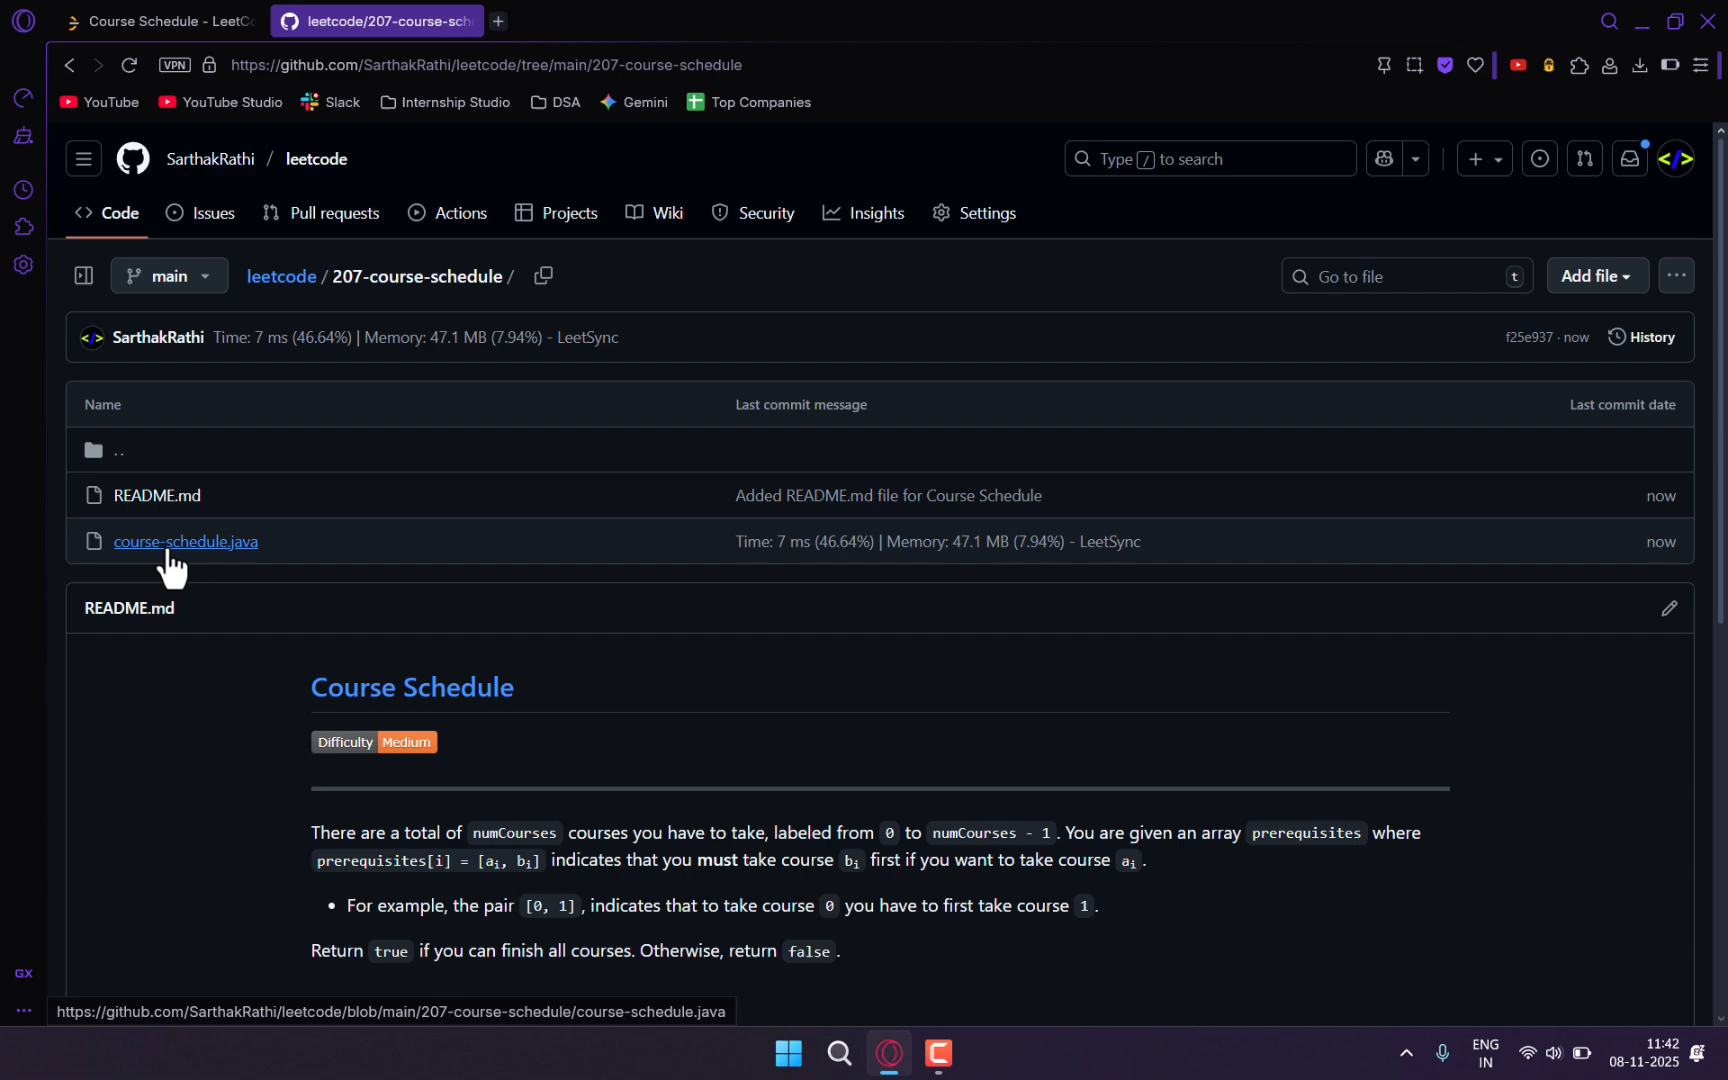 Course Schedule - LeetC
leetcode/207-course-sch
VPN
https://github.com/SarthakRathi/leetcode/tree/main/207-course-schedule
YouTube
YouTube Studio
Slack
Internship Studio
DSA
Gemini
Top Companies
SarthakRathi / leetcode
Type / to search
Code
Issues
Pull requests
Actions
Projects
Wiki
Security
Insights
Settings
main
leetcode / 207-course-schedule /
Go to file
t
Add file
SarthakRathi Time: 7 ms (46.64%) | Memory: 47.1 MB (7.94%) - LeetSync
f25e937 · now
History
Name
Last commit message
Last commit date
..
README.md
Added README.md file for Course Schedule
now
course-schedule.java
Time: 7 ms (46.64%) | Memory: 47.1 MB (7.94%) - LeetSync
now
README.md
Course Schedule
Difficulty Medium
There are a total of numCourses courses you have to take, labeled from 0 to numCourses - 1. You are given an array prerequisites where
prerequisites[i] = [aᵢ, bᵢ] indicates that you must take course bᵢ first if you want to take course aᵢ.
• For example, the pair [0, 1], indicates that to take course 0 you have to first take course 1.
Return true if you can finish all courses. Otherwise, return false.
GX
https://github.com/SarthakRathi/leetcode/blob/main/207-course-schedule/course-schedule.java
ENG
IN
11:42
08-11-2025